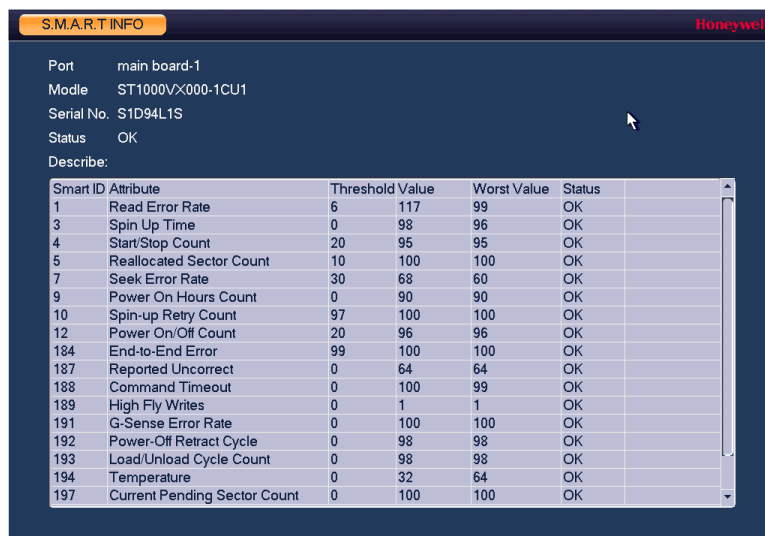 S.M.A.R.T INFO
Honeywel
Port main board-1
Modle ST1000VX000-1CU1
Serial No. S1D94L1S
Status OK
Describe:
Smart ID Attribute Threshold Value Worst Value Status
1 Read Error Rate 6 117 99 OK
3 Spin Up Time 0 98 96 OK
4 Start/Stop Count 20 95 95 OK
5 Reallocated Sector Count 10 100 100 OK
7 Seek Error Rate 30 68 60 OK
9 Power On Hours Count 0 90 90 OK
10 Spin-up Retry Count 97 100 100 OK
12 Power On/Off Count 20 96 96 OK
184 End-to-End Error 99 100 100 OK
187 Reported Uncorrect 0 64 64 OK
188 Command Timeout 0 100 99 OK
189 High Fly Writes 0 1 1 OK
191 G-Sense Error Rate 0 100 100 OK
192 Power-Off Retract Cycle 0 98 98 OK
193 Load/Unload Cycle Count 0 98 98 OK
194 Temperature 0 32 64 OK
197 Current Pending Sector Count 0 100 100 OK